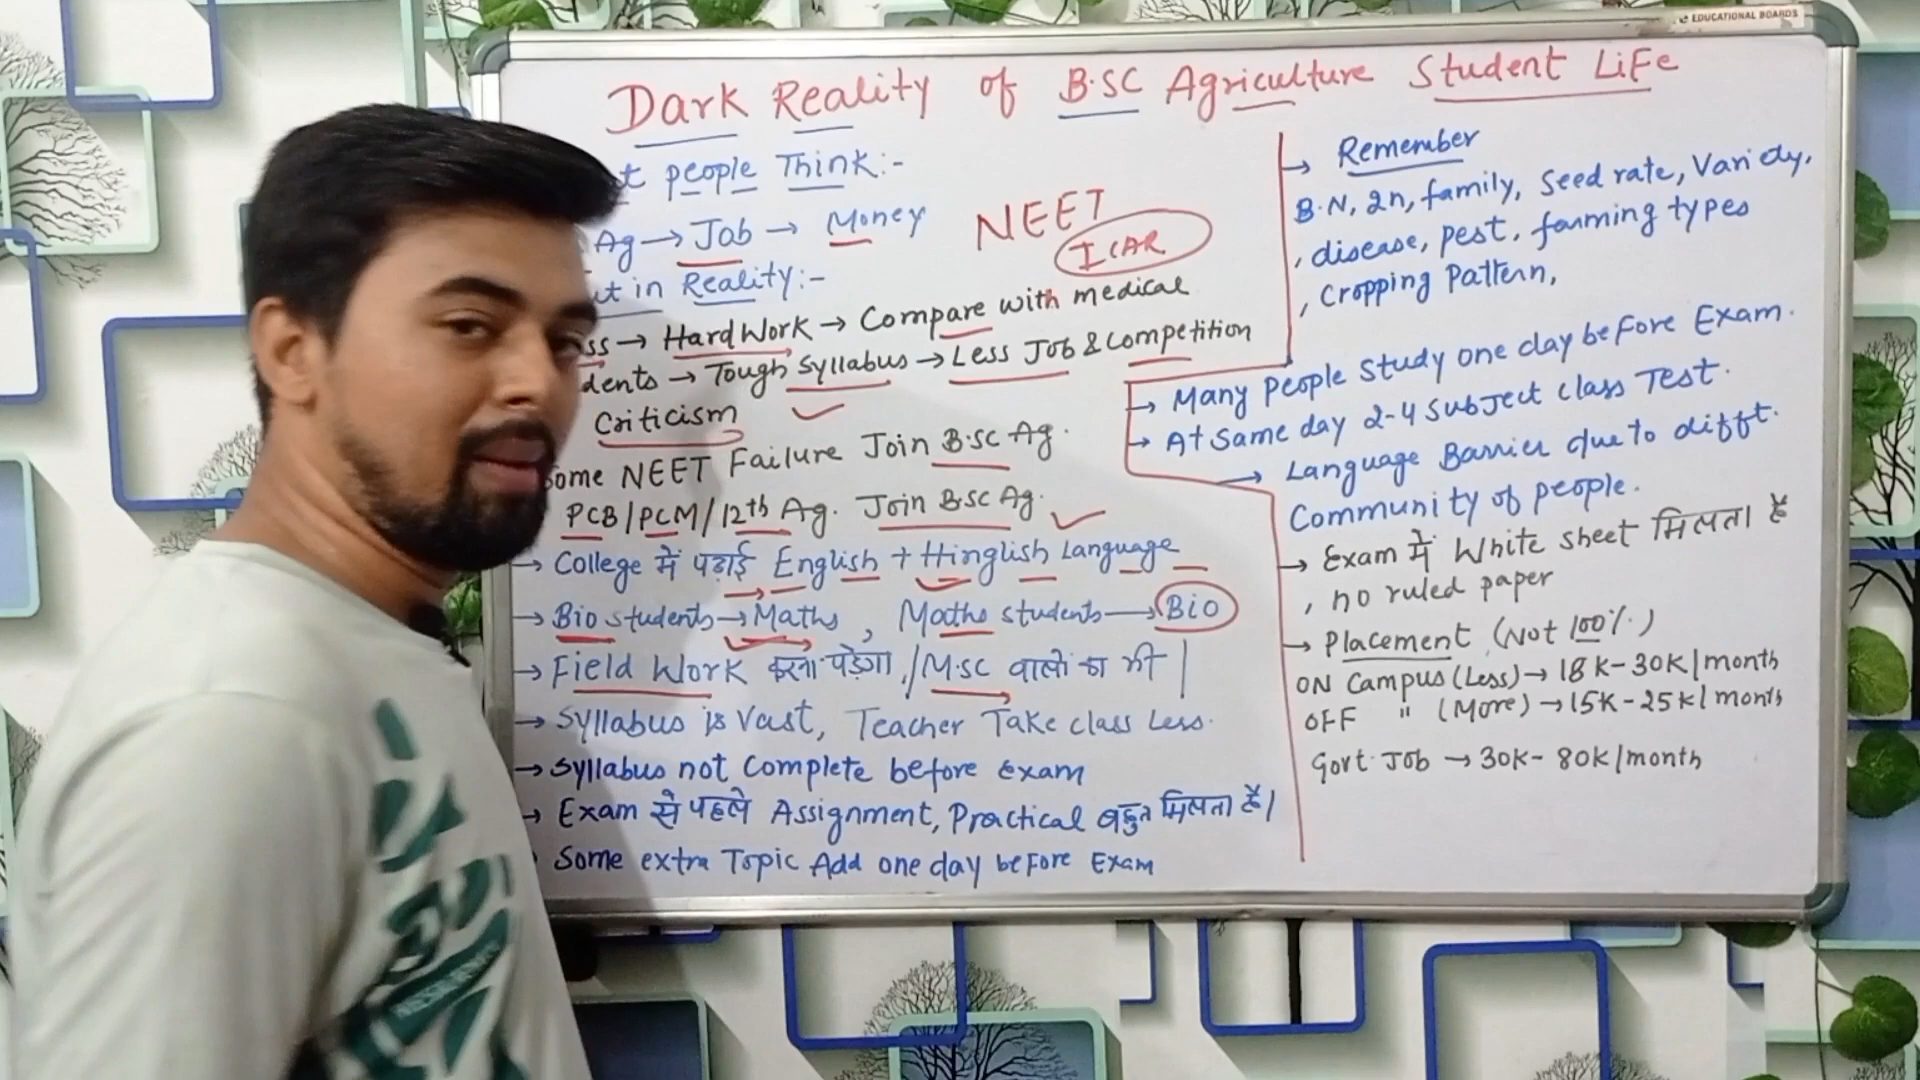 EDUCATIONAL BOARDS
Dark Reality of B.SC Agriculture Student LiFe
t people Think:-
Ag → Job → Money
NEET
ICAR
ut in Reality:-
ss → HardWork → Compare with medical
dents → Tough Syllabus → Less Job & Competition
Criticism
Some NEET Failure Join B.sc Ag.
PCB/PCM/12th Ag. Join B.sc Ag.
→ College में पढाई English + Hinglish Language
→ Bio students → Maths, Maths students → Bio
→ Field Work करना पड़ेगा, / M.sc वालो का भी |
→ Syllabus is Vast, Teacher Take class Less.
→ Syllabus not Complete before exam
→ Exam से पहले Assignment, Practical बहुत मिलता है।
Some extra Topic Add one day beFore Exam
→ Remember
B.N, 2n, family, Seed rate, Variety,
, disease, pest, farming types
, Cropping Pattern,
→ Many People Study one day beFore Exam.
→ At Same day 2-4 SubJect Class Test.
→ Language Barrier due to difft.
Community of people.
→ Exam में White sheet मिलता है
, no ruled paper
→ Placement (Not 100%)
ON Campus (Less) → 18K-30K/month
OFF " (More) → 15K-25K/month
Govt. Job → 30K-80K/month